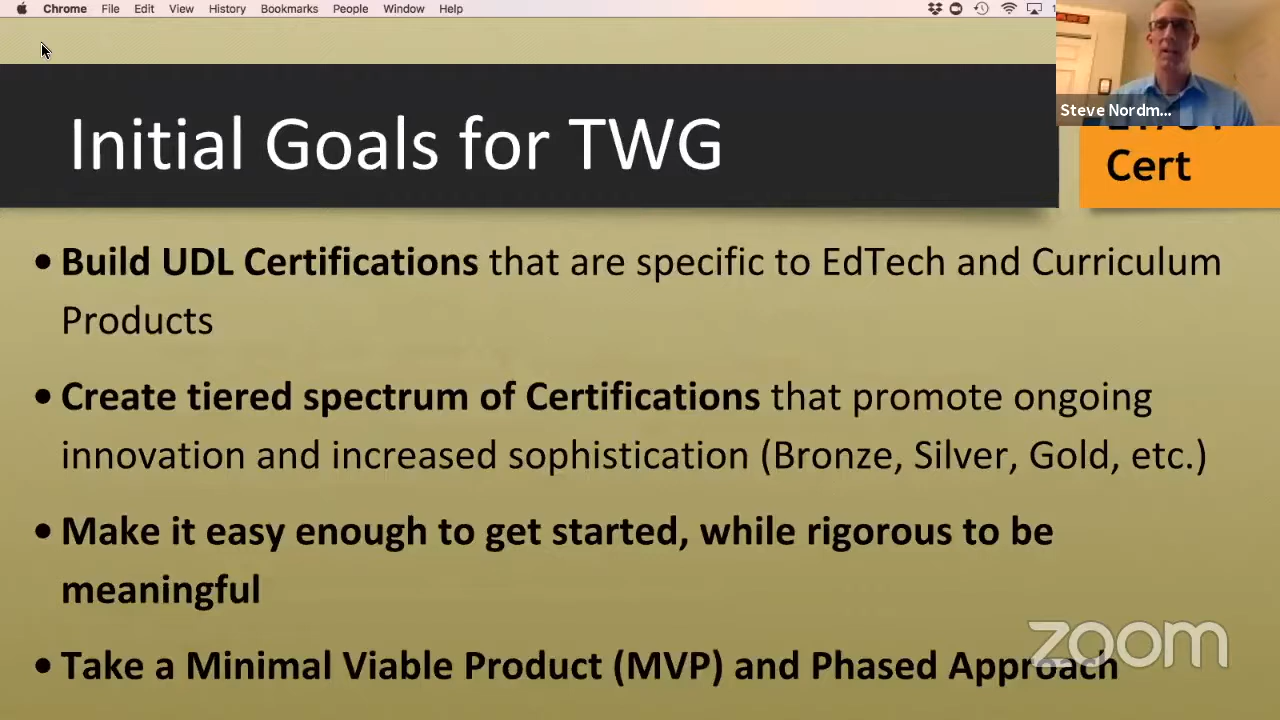 Chrome File Edit View History Bookmarks People Window Help
Steve Nordm...
Initial Goals for TWG
Cert
• Build UDL Certifications that are specific to EdTech and Curriculum
Products
• Create tiered spectrum of Certifications that promote ongoing
innovation and increased sophistication (Bronze, Silver, Gold, etc.)
• Make it easy enough to get started, while rigorous to be
meaningful
• Take a Minimal Viable Product (MVP) and Phased Approach
zoom